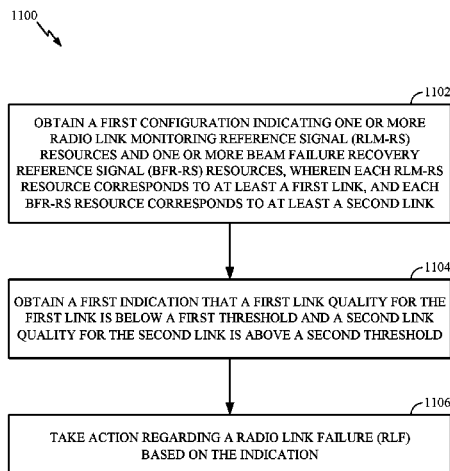 1100
1102
OBTAIN A FIRST CONFIGURATION INDICATING ONE OR MORE
RADIO LINK MONITORING REFERENCE SIGNAL (RLM-RS)
RESOURCES AND ONE OR MORE BEAM FAILURE RECOVERY
REFERENCE SIGNAL (BFR-RS) RESOURCES, WHEREIN EACH RLM-RS
RESOURCE CORRESPONDS TO AT LEAST A FIRST LINK, AND EACH
BFR-RS RESOURCE CORRESPONDS TO AT LEAST A SECOND LINK
1104
OBTAIN A FIRST INDICATION THAT A FIRST LINK QUALITY FOR THE
FIRST LINK IS BELOW A FIRST THRESHOLD AND A SECOND LINK
QUALITY FOR THE SECOND LINK IS ABOVE A SECOND THRESHOLD
1106
TAKE ACTION REGARDING A RADIO LINK FAILURE (RLF)
BASED ON THE INDICATION